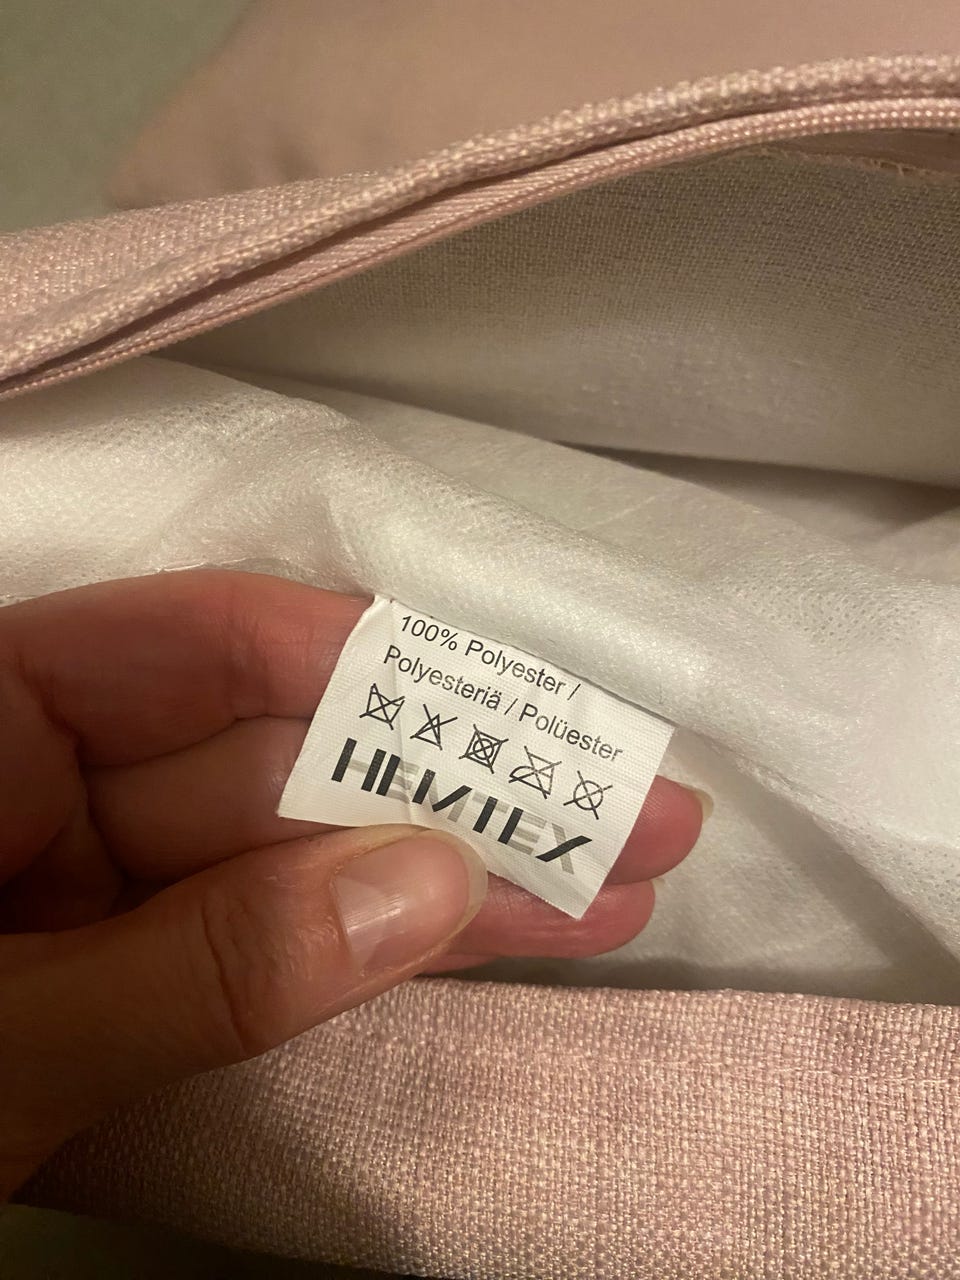 100% Polyester /
Polyesteriä / Polüester
HEMTEX